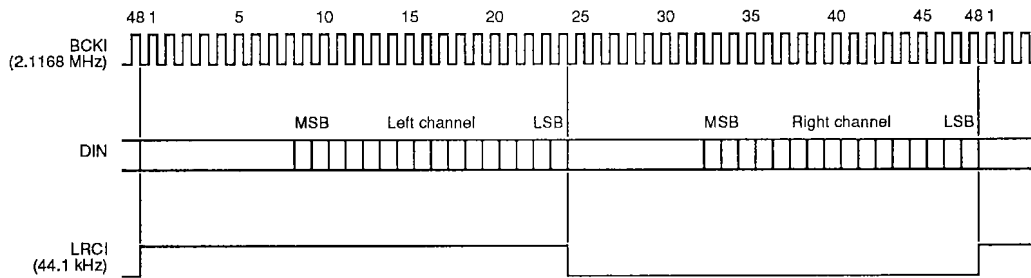 48 1 5 10 15 20 25 30 35 40 45 48 1
BCKI
(2.1168 MHz)
MSB Left channel LSB MSB Right channel LSB
DIN
LRCI
(44.1 kHz)